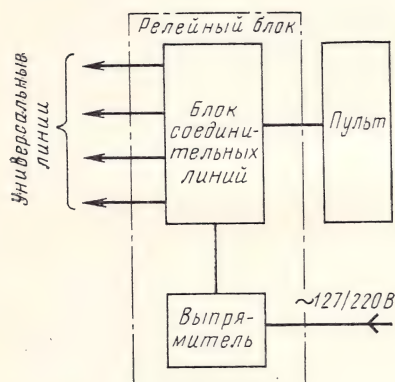 Релейный блок
Универсальные
линии
Блок
соедини-
тельных
линий
Пульт
Выпря-
митель
~127/220В